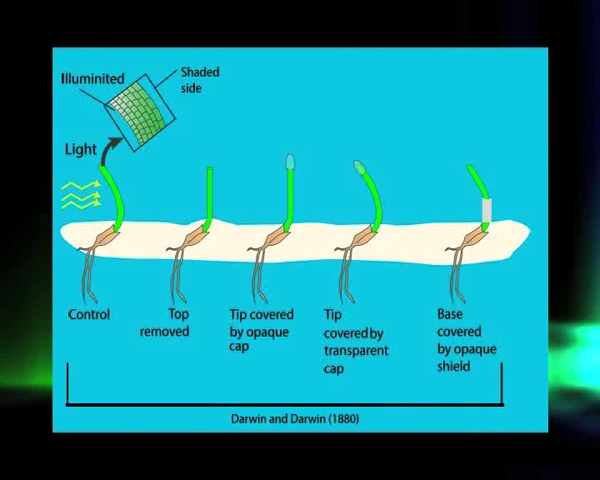 Illuminited
Shaded
side
Light
Control
Top
removed
Tip covered
by opaque
cap
Tip
covered by
transparent
cap
Base
covered
by opaque
shield
Darwin and Darwin (1880)